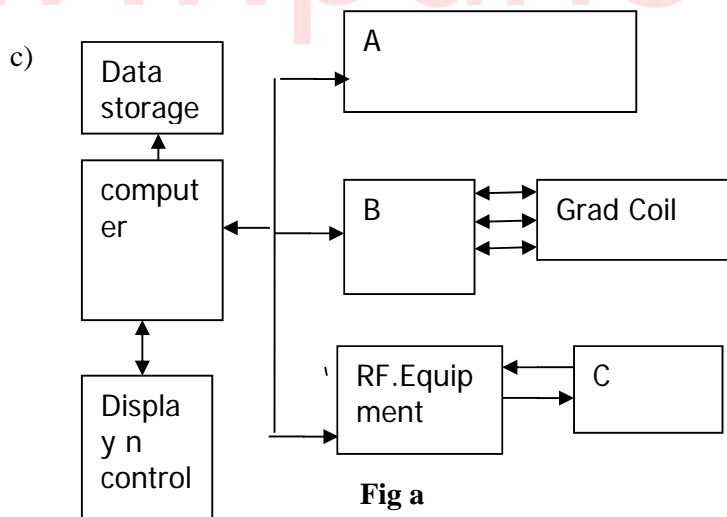 c)
Data
storage
A
comput
er
B
Grad Coil
RF.Equip
ment
C
Displa
y n
control
Fig a